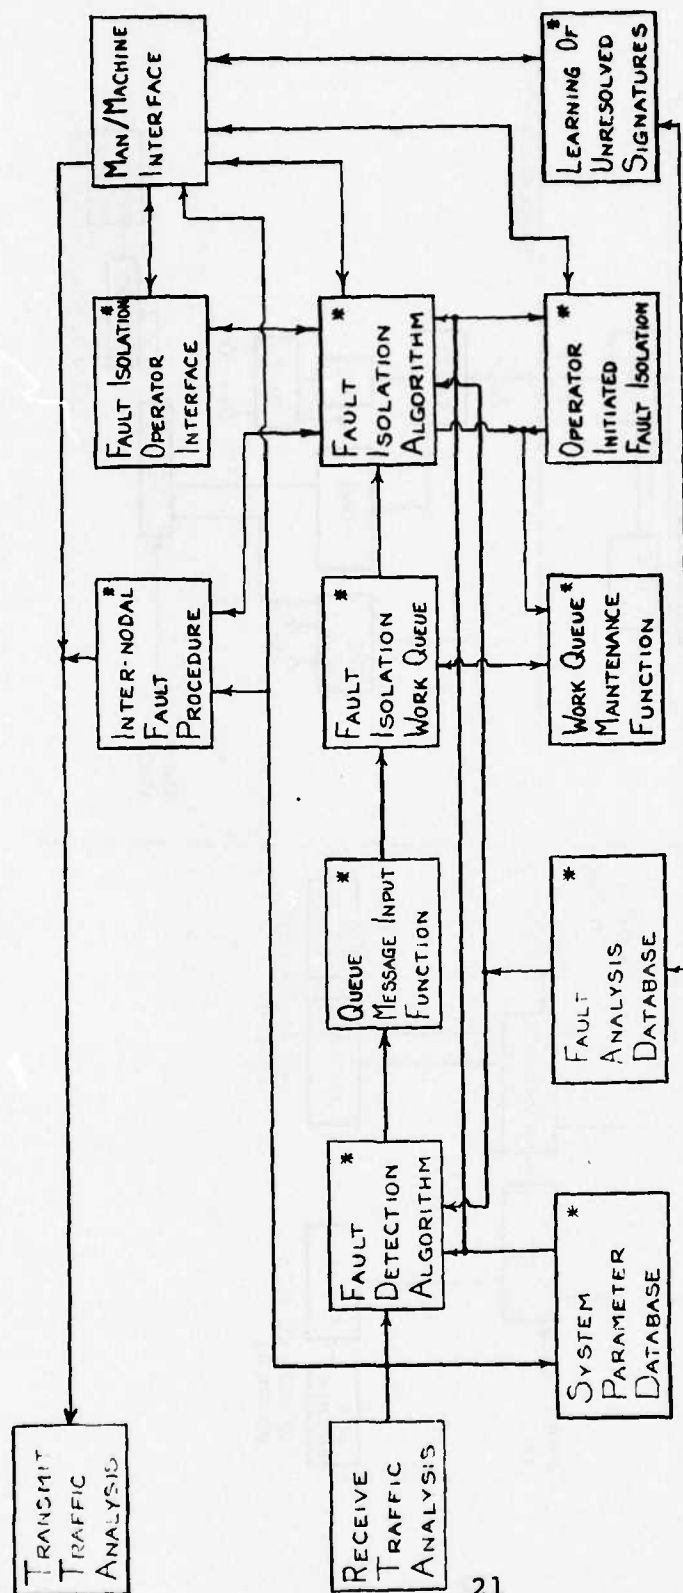 TRANSMIT
TRAFFIC
ANALYSIS
INTER-NODAL *
FAULT
PROCEDURE
FAULT ISOLATION *
OPERATOR
INTERFACE
MAN/MACHINE
INTERFACE
RECEIVE
TRAFFIC
ANALYSIS
FAULT *
DETECTION
ALGORITHM
QUEUE *
MESSAGE INPUT
FUNCTION
FAULT *
ISOLATION
WORK QUEUE
FAULT *
ISOLATION
ALGORITHM
SYSTEM *
PARAMETER
DATABASE
FAULT *
ANALYSIS
DATABASE
WORK QUEUE *
MAINTENANCE
FUNCTION
OPERATOR *
INITIATED
FAULT ISOLATION
LEARNING OF *
UNRESOLVED
SIGNATURES
21